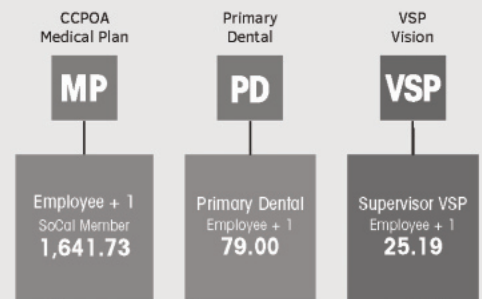 CCPOA
Medical Plan
MP
Employee + 1
SoCal Member
1,641.73
Primary
Dental
PD
Primary Dental
Employee + 1
79.00
VSP
Vision
VSP
Supervisor VSP
Employee + 1
25.19